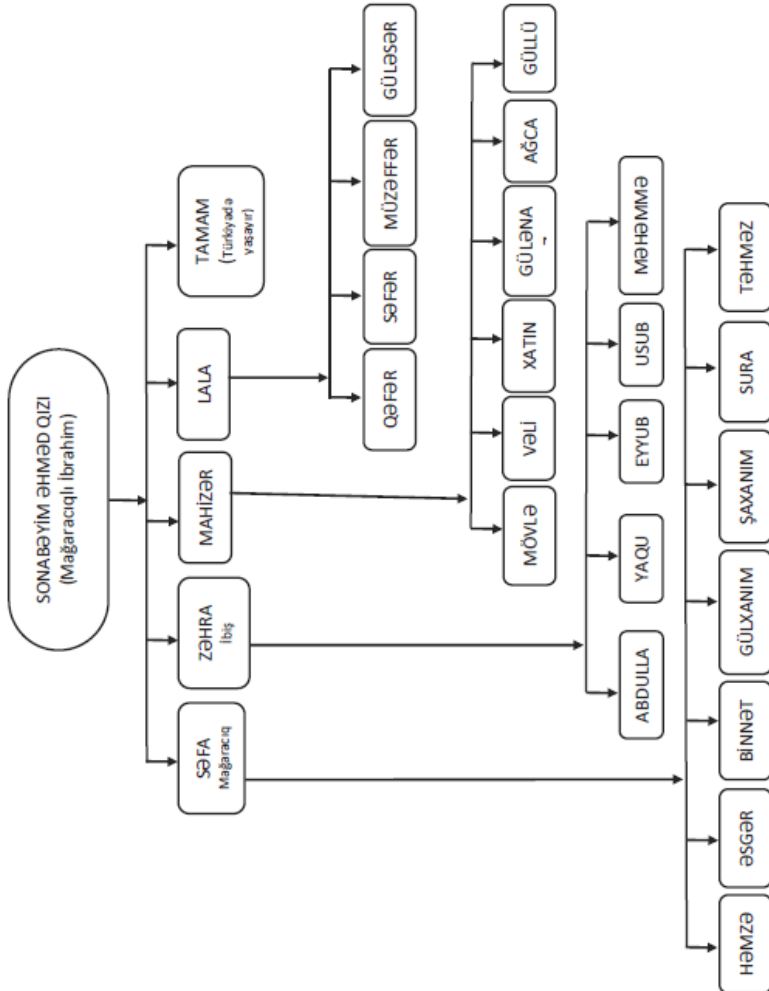 SONABƏYİM ƏHMƏD QIZI
(Mağaracıqlı İbrahim)
SƏFA
Mağaracıq
ZƏHRA
İbiş
MAHİZƏR
LALA
TAMAM
(Türkiyədə
yaşayır)
QƏFƏR
SƏFƏR
MÜZƏFFƏR
GÜLƏSƏR
MÖVLƏ
VƏLİ
XATIN
GÜLƏNA
AĞCA
GÜLLÜ
ABDULLA
YAQU
EYYUB
USUB
MƏHƏMMƏ
HƏMZƏ
ƏSGƏR
BİNNƏT
GÜLXANIM
ŞAXANIM
SURA
TƏHMƏZ